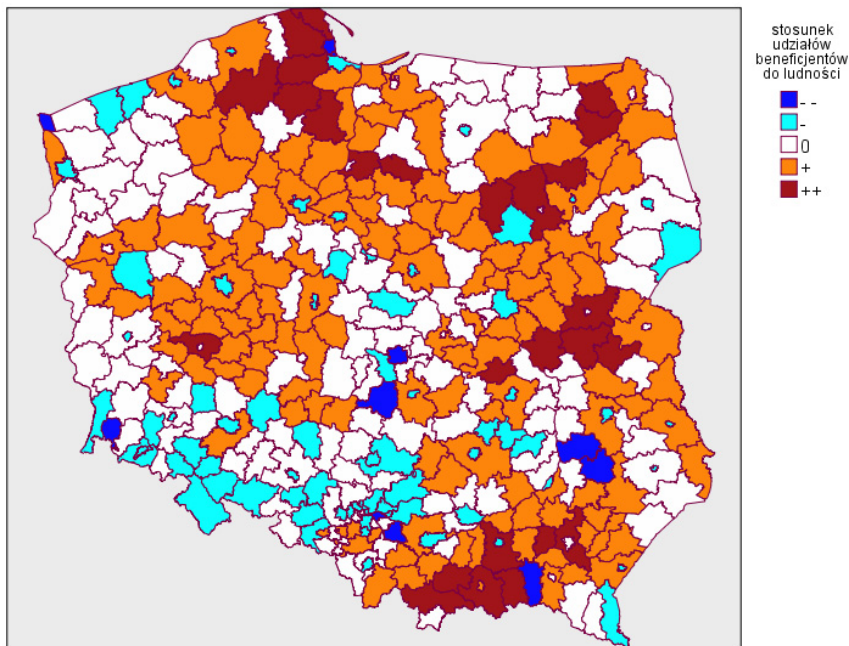 stosunek
udziałów
beneficjentów
do ludności
- -
-
0
+
++